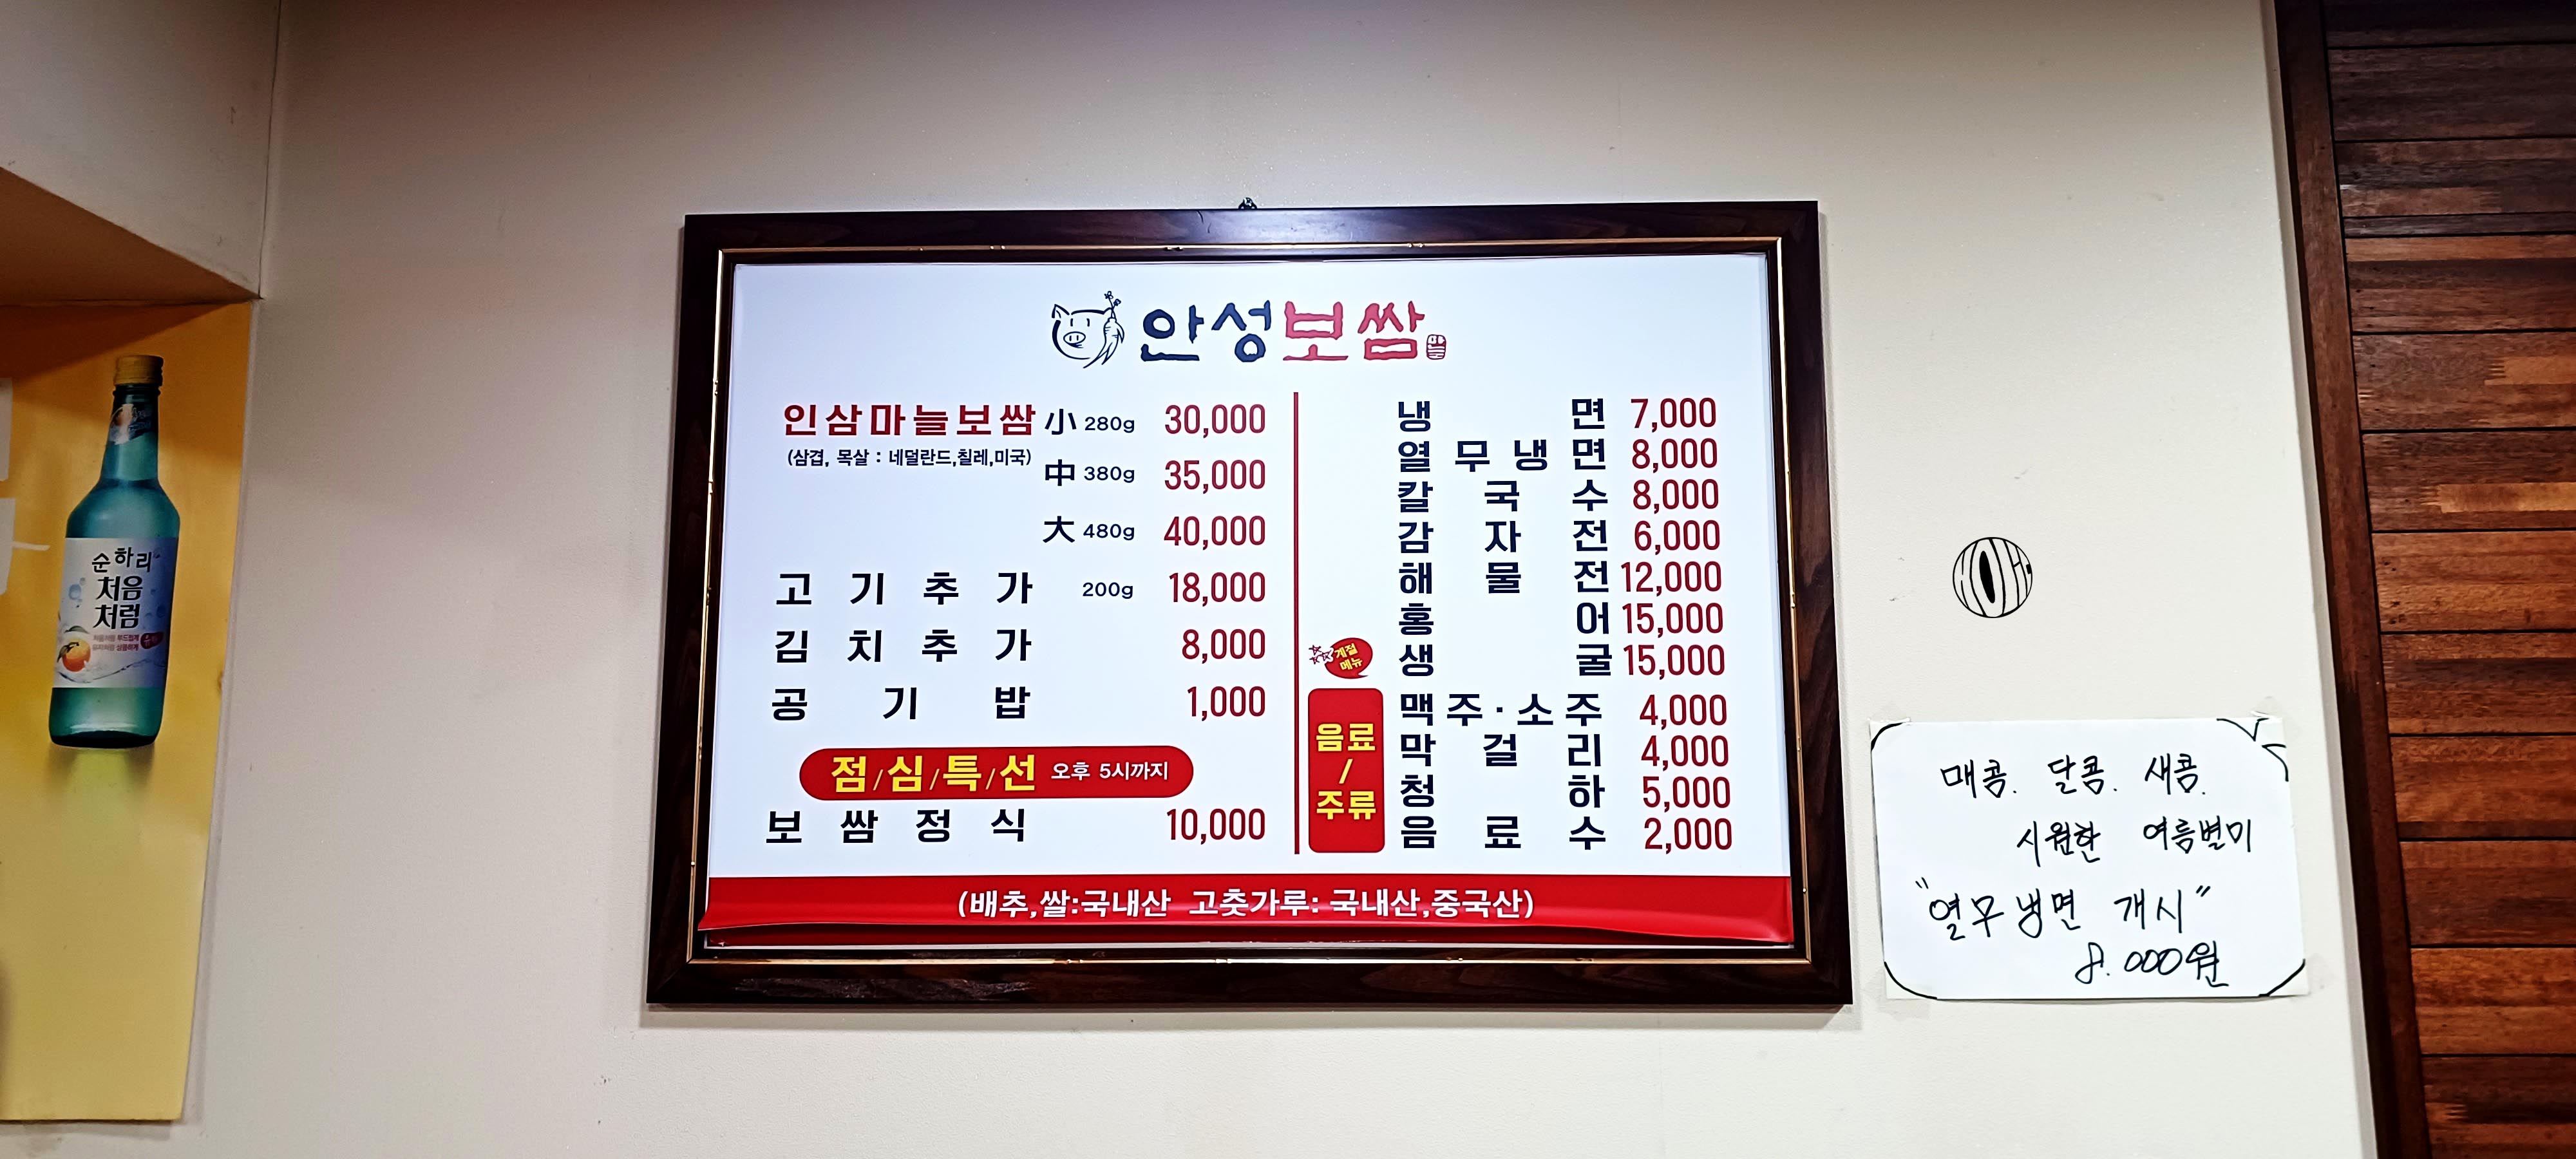 순하리
처음
처럼
안성보쌈
인삼마늘보쌈 小 280g 30,000
(삼겹, 목살 : 네덜란드,칠레,미국)
中 380g 35,000
大 480g 40,000
고기추가 200g 18,000
김치추가 8,000
공기밥 1,000
점/심/특/선 오후 5시까지
보쌈정식 10,000
냉면 7,000
열무냉면 8,000
칼국수 8,000
감자전 6,000
해물전 12,000
홍어 15,000
계절
메뉴
생굴 15,000
음료
/
주류
맥주·소주 4,000
막걸리 4,000
청하 5,000
음료수 2,000
(배추,쌀:국내산 고춧가루: 국내산,중국산)
매콤. 달콤. 새콤.
시원한 여름별미
"열무냉면 개시"
8.000원